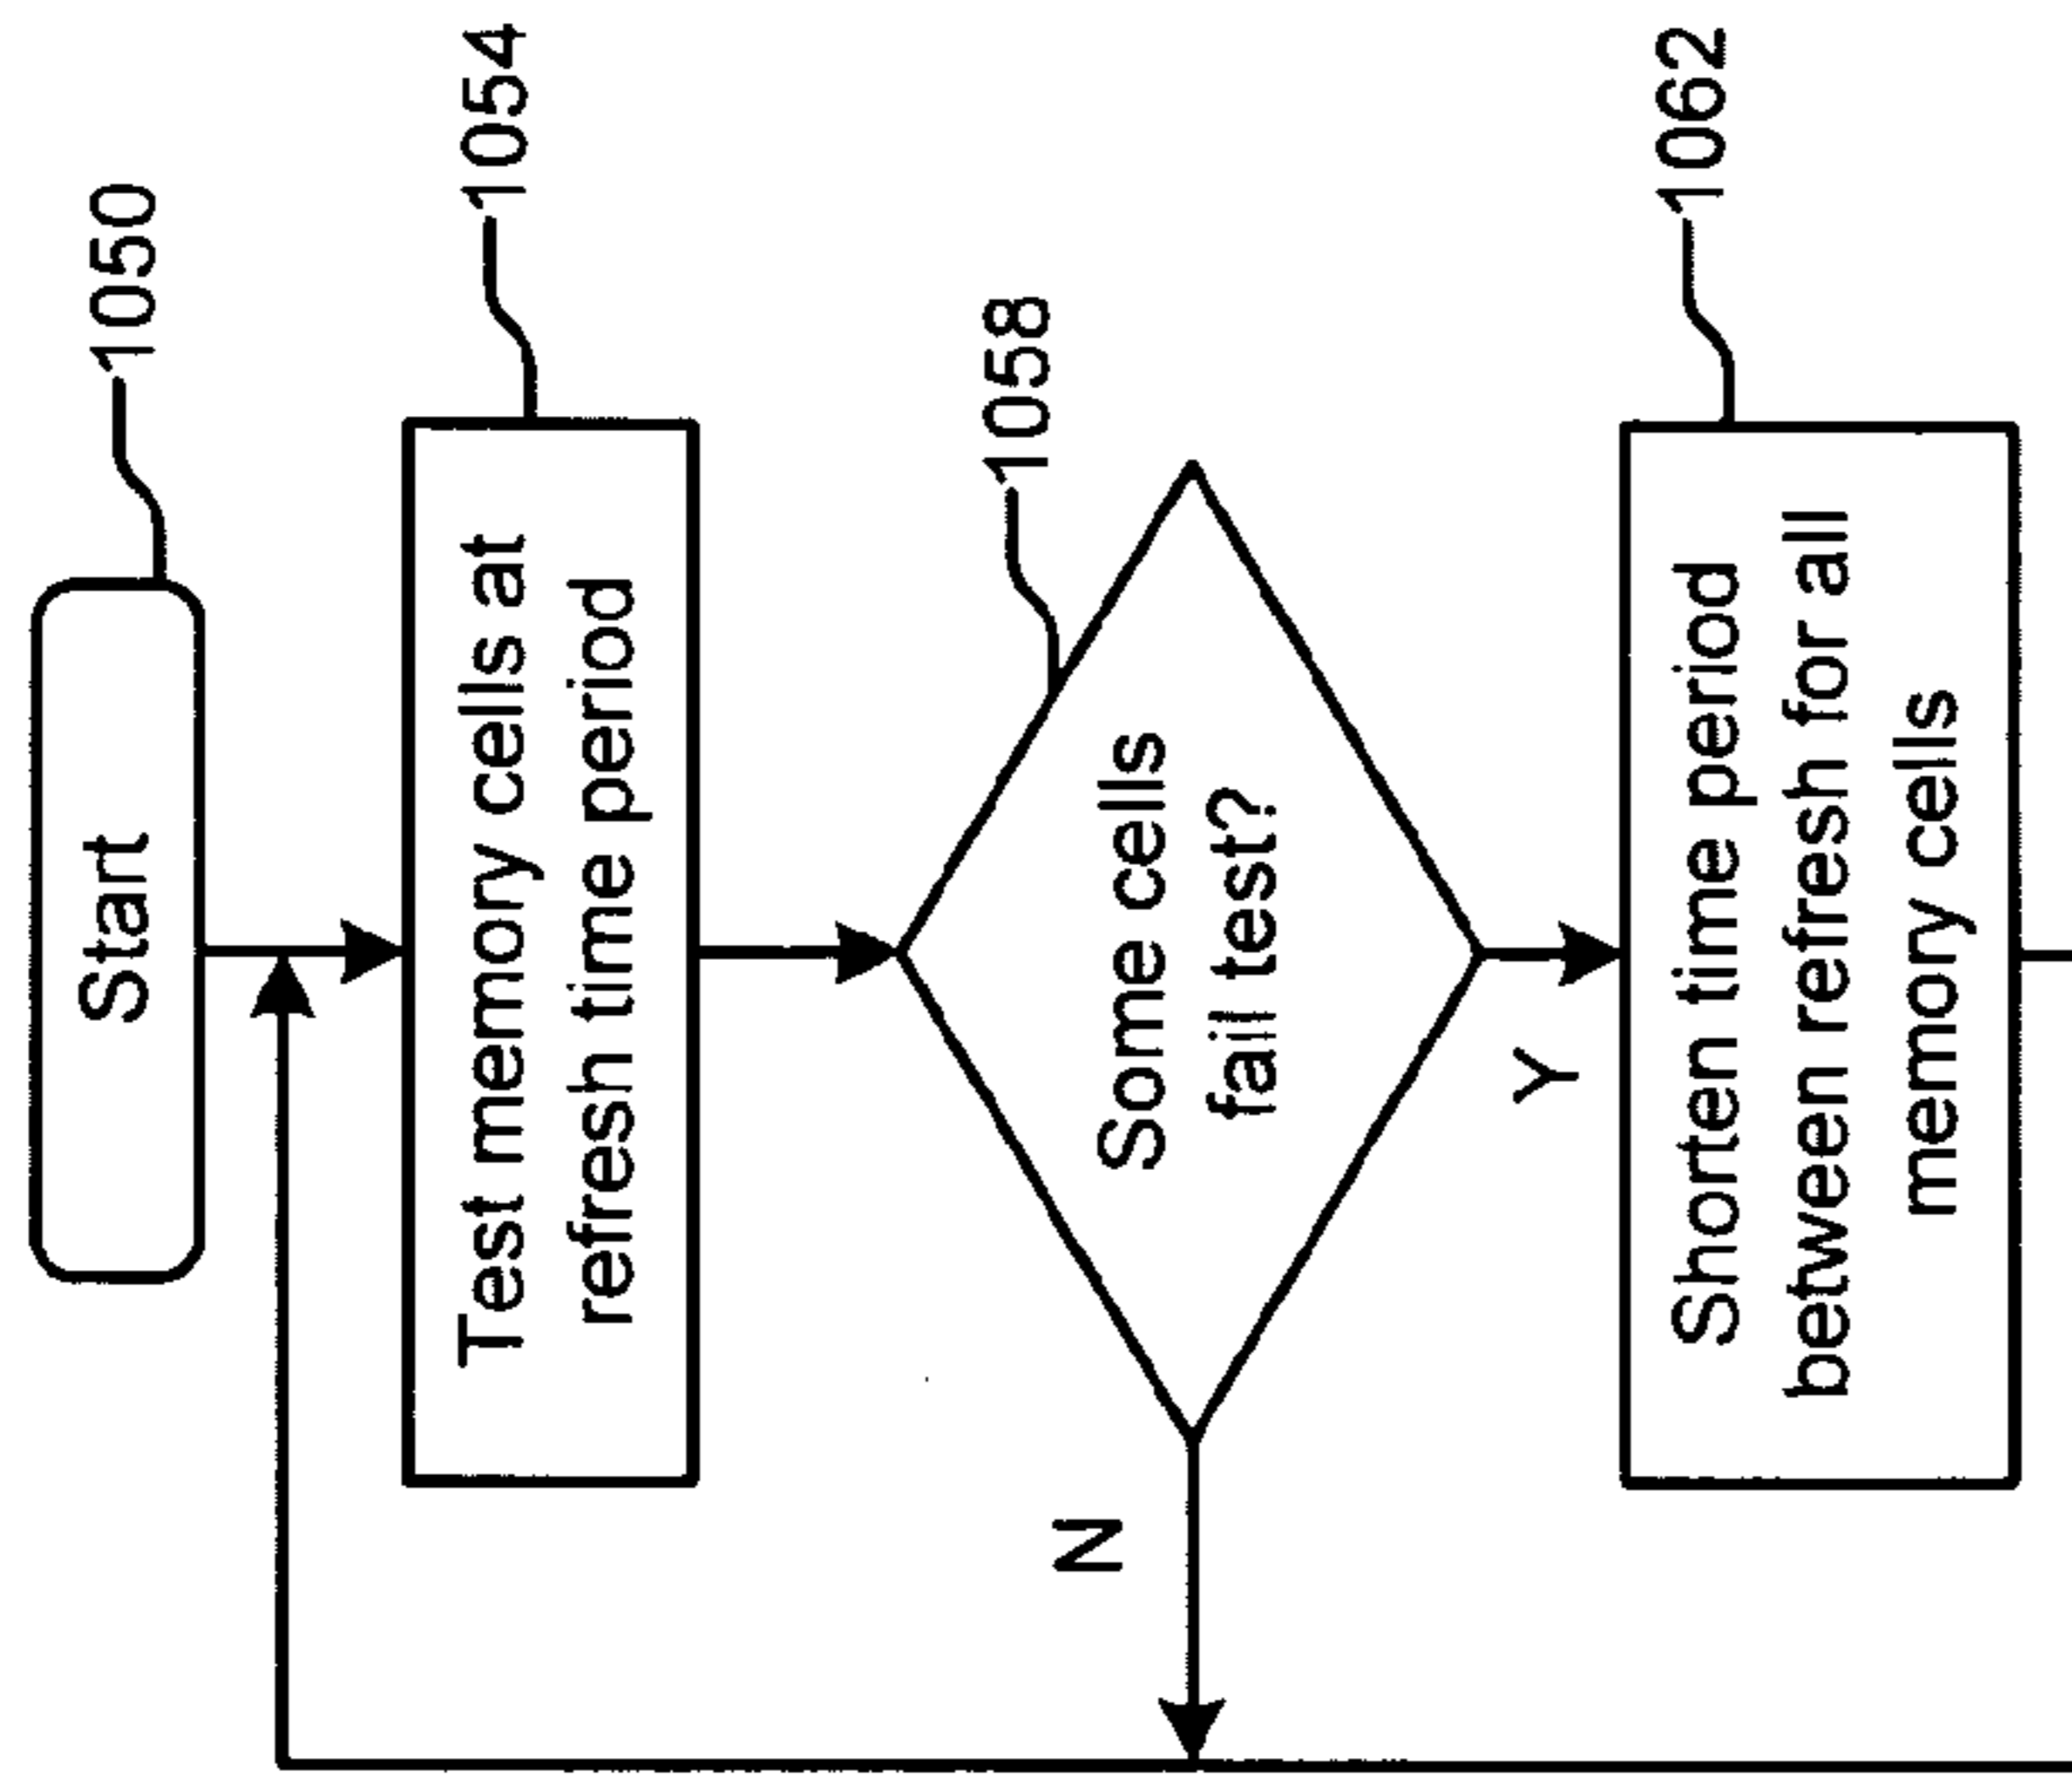 Start
1050
Test memory cells at
refresh time period
1054
Some cells
fail test?
1058
N
Y
Shorten time period
between refresh for all
memory cells
1062